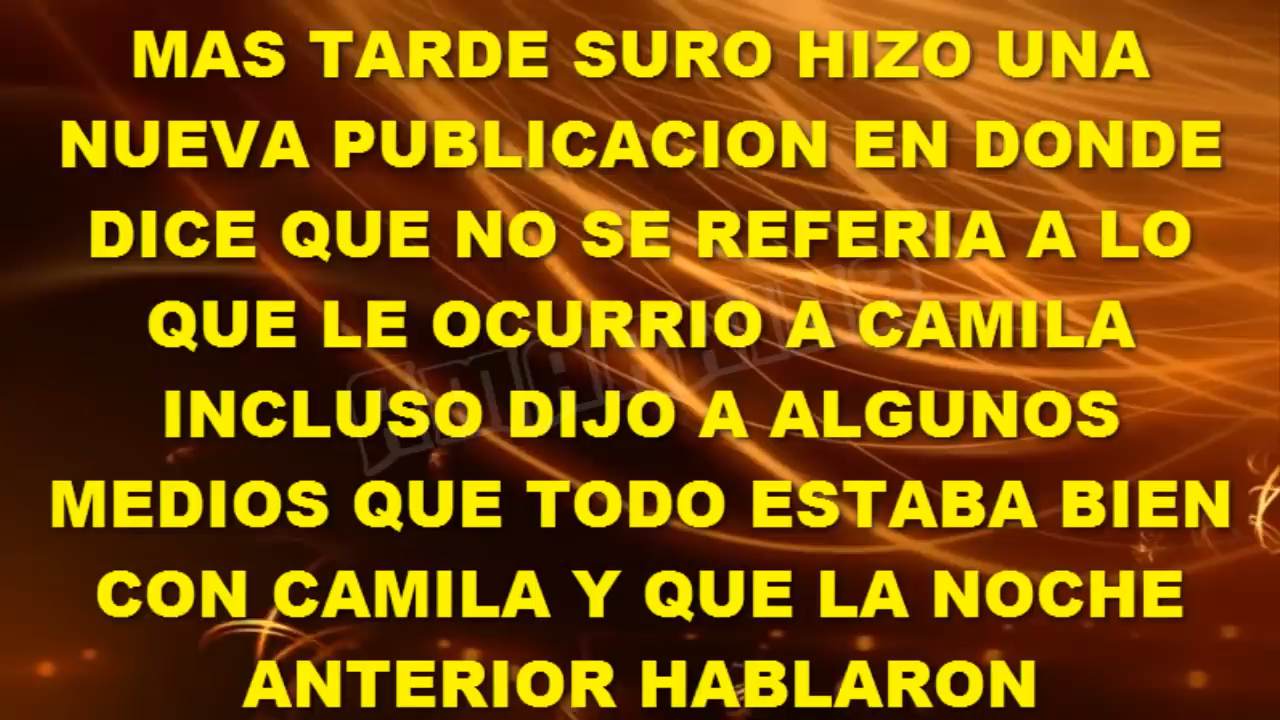 MAS TARDE SURO HIZO UNA
NUEVA PUBLICACION EN DONDE
DICE QUE NO SE REFERIA A LO
QUE LE OCURRIO A CAMILA
INCLUSO DIJO A ALGUNOS
MEDIOS QUE TODO ESTABA BIEN
CON CAMILA Y QUE LA NOCHE
ANTERIOR HABLARON